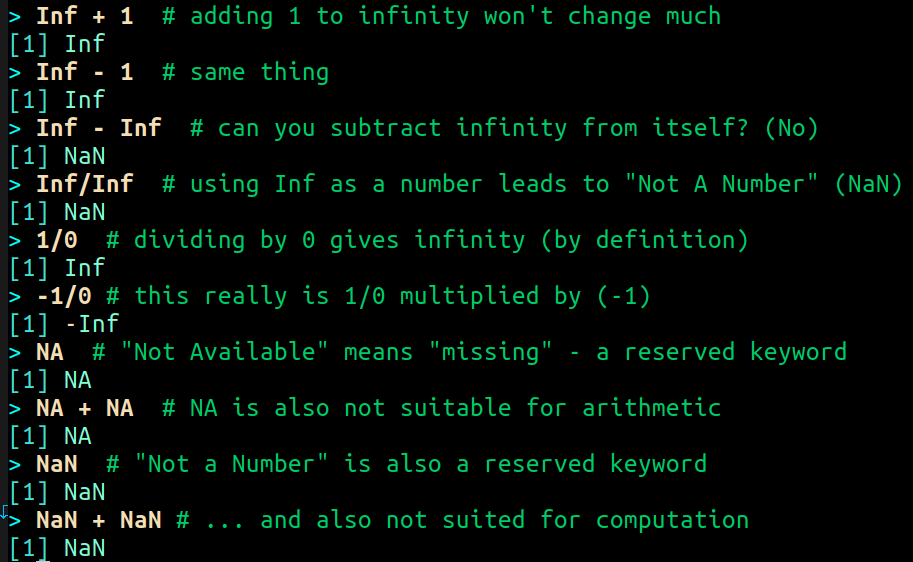 > Inf + 1  # adding 1 to infinity won't change much
[1] Inf
> Inf - 1  # same thing
[1] Inf
> Inf - Inf  # can you subtract infinity from itself? (No)
[1] NaN
> Inf/Inf  # using Inf as a number leads to "Not A Number" (NaN)
[1] NaN
> 1/0  # dividing by 0 gives infinity (by definition)
[1] Inf
> -1/0 # this really is 1/0 multiplied by (-1)
[1] -Inf
> NA  # "Not Available" means "missing" - a reserved keyword
[1] NA
> NA + NA  # NA is also not suitable for arithmetic
[1] NA
> NaN  # "Not a Number" is also a reserved keyword
[1] NaN
> NaN + NaN # ... and also not suited for computation
[1] NaN